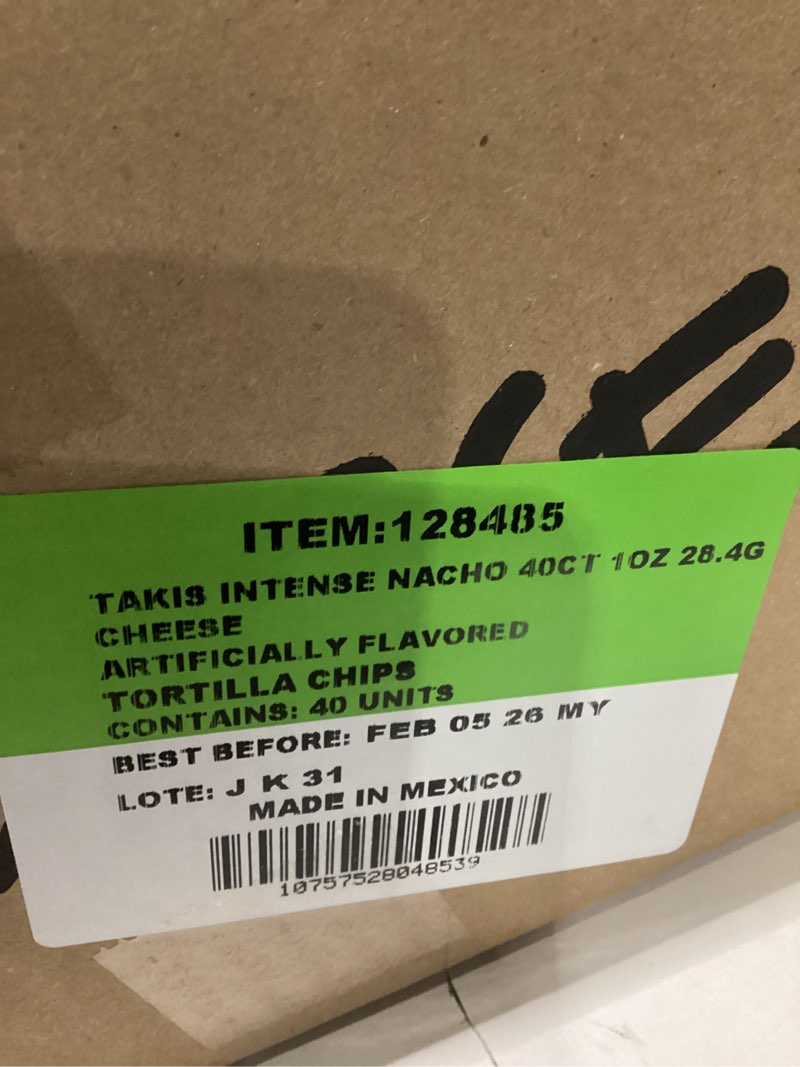 ITEM:128485
TAKIS INTENSE NACHO 40CT 1OZ 28.4G
CHEESE
ARTIFICIALLY FLAVORED
TORTILLA CHIPS
CONTAINS: 40 UNITS
BEST BEFORE: FEB 05 26 MY
LOTE: J K 31
MADE IN MEXICO
10757528048539